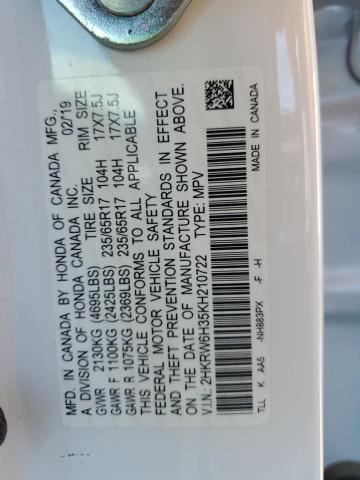 MFD. IN CANADA BY HONDA OF CANADA MFG.,
A DIVISION OF HONDA CANADA INC. 02/19
TIRE SIZE RIM SIZE
GVWR 2130KG (4695LBS)
GAWR F 1100KG (2425LBS) 235/65R17 104H 17X7.5J
GAWR R 1075KG (2369LBS) 235/65R17 104H 17X7.5J
THIS VEHICLE CONFORMS TO ALL APPLICABLE
FEDERAL MOTOR VEHICLE SAFETY
AND THEFT PREVENTION STANDARDS IN EFFECT
ON THE DATE OF MANUFACTURE SHOWN ABOVE.
V.I.N.: 2HKRW6H35KH210722 TYPE: MPV
TLL K AA5 -NH883PX -F -H MADE IN CANADA